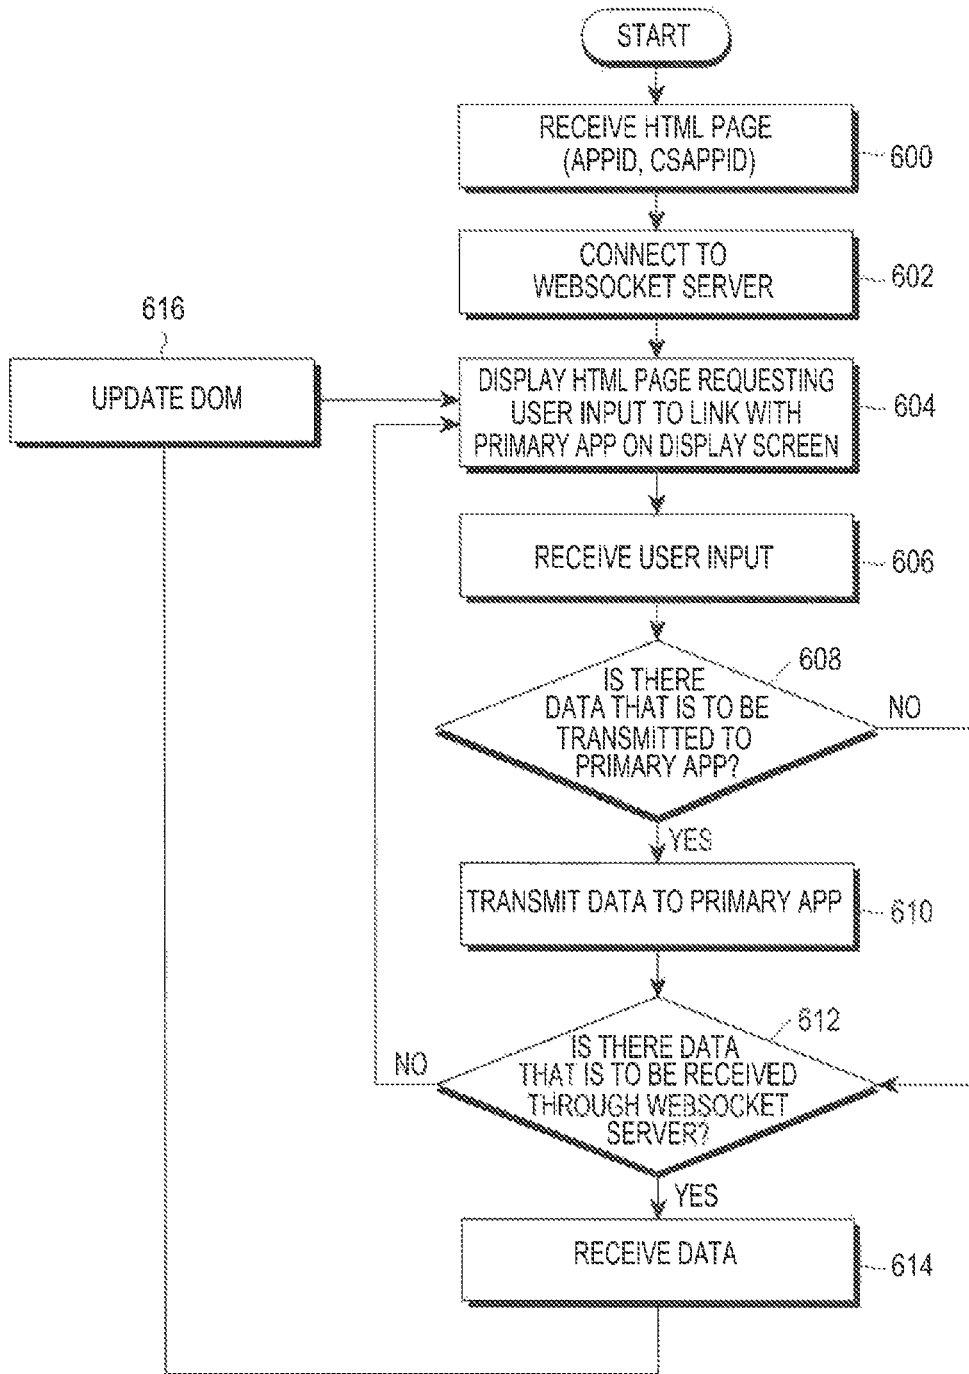 START
RECEIVE HTML PAGE
(APPID, CSAPPID)
600
CONNECT TO
WEBSOCKET SERVER
602
616
UPDATE DOM
DISPLAY HTML PAGE REQUESTING
USER INPUT TO LINK WITH
PRIMARY APP ON DISPLAY SCREEN
604
RECEIVE USER INPUT
606
608
IS THERE
DATA THAT IS TO BE
TRANSMITTED TO
PRIMARY APP?
NO
YES
TRANSMIT DATA TO PRIMARY APP
610
612
IS THERE DATA
THAT IS TO BE RECEIVED
THROUGH WEBSOCKET
SERVER?
NO
YES
RECEIVE DATA
614